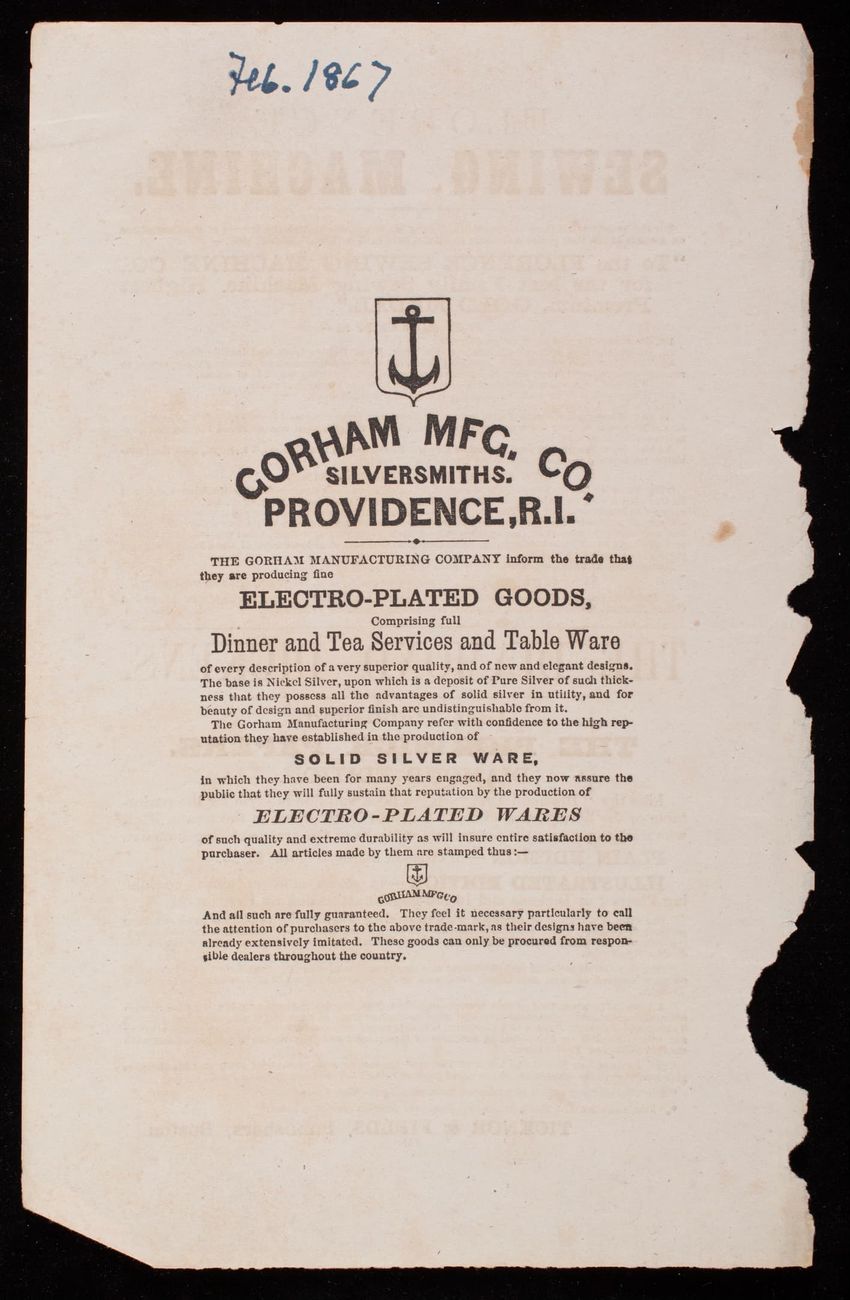 Feb. 1867
GORHAM MFG. CO.
SILVERSMITHS.
PROVIDENCE, R.I.
THE GORHAM MANUFACTURING COMPANY inform the trade that
they are producing fine
ELECTRO-PLATED GOODS,
Comprising full
Dinner and Tea Services and Table Ware
of every description of a very superior quality, and of new and elegant designs.
The base is Nickel Silver, upon which is a deposit of Pure Silver of such thick-
ness that they possess all the advantages of solid silver in utility, and for
beauty of design and superior finish are undistinguishable from it.
The Gorham Manufacturing Company refer with confidence to the high rep-
utation they have established in the production of
SOLID SILVER WARE,
in which they have been for many years engaged, and they now assure the
public that they will fully sustain that reputation by the production of
ELECTRO-PLATED WARES
of such quality and extreme durability as will insure entire satisfaction to the
purchaser. All articles made by them are stamped thus:—
GORHAM MFG CO
And all such are fully guaranteed. They feel it necessary particularly to call
the attention of purchasers to the above trade-mark, as their designs have been
already extensively imitated. These goods can only be procured from respon-
sible dealers throughout the country.